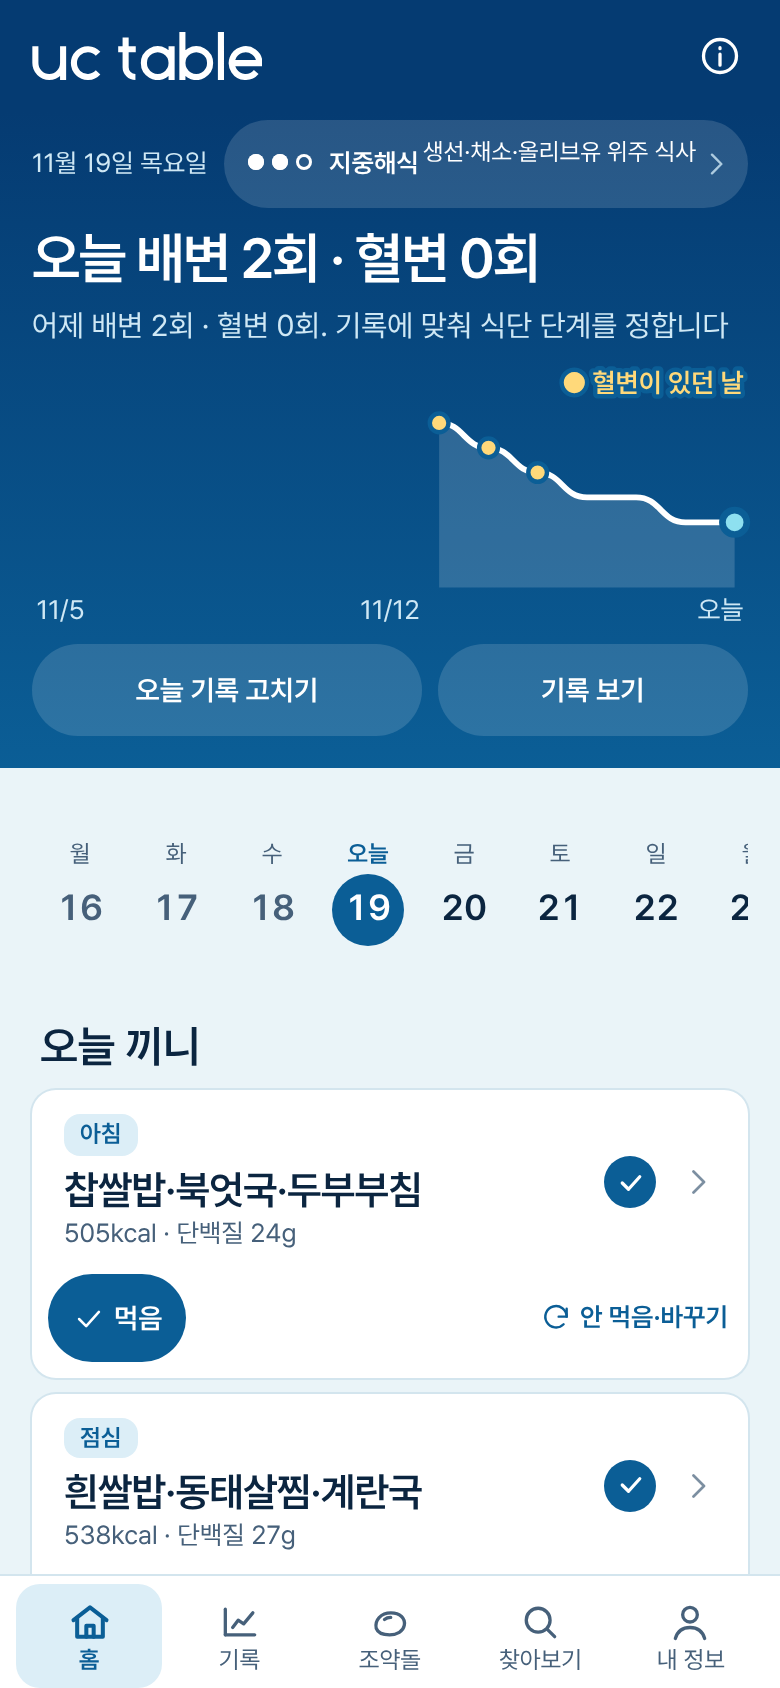 uc table
11월 19일 목요일
지중해식 생선·채소·올리브유 위주 식사
오늘 배변 2회 · 혈변 0회
어제 배변 2회 · 혈변 0회. 기록에 맞춰 식단 단계를 정합니다
혈변이 있던 날
11/5 11/12 오늘
오늘 기록 고치기 기록 보기
월 화 수 오늘 금 토 일
16 17 18 19 20 21 22
오늘 끼니
아침
찹쌀밥·북엇국·두부부침
505kcal · 단백질 24g
먹음 안 먹음·바꾸기
점심
흰쌀밥·동태살찜·계란국
538kcal · 단백질 27g
홈 기록 조약돌 찾아보기 내 정보